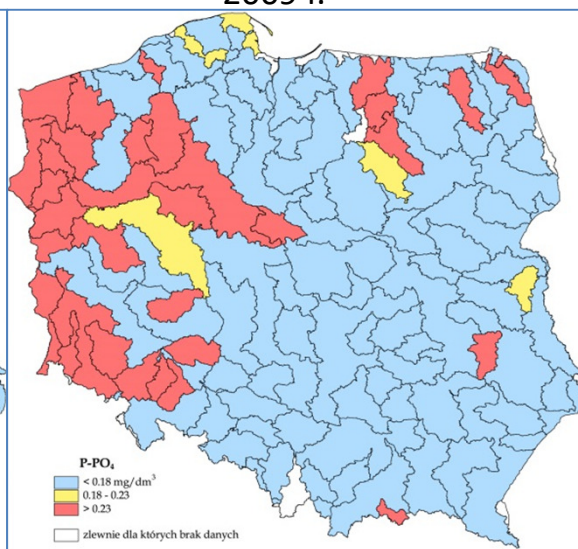 P-PO₄
< 0.18 mg/dm³
0.18 - 0.23
> 0.23
zlewnie dla których brak danych